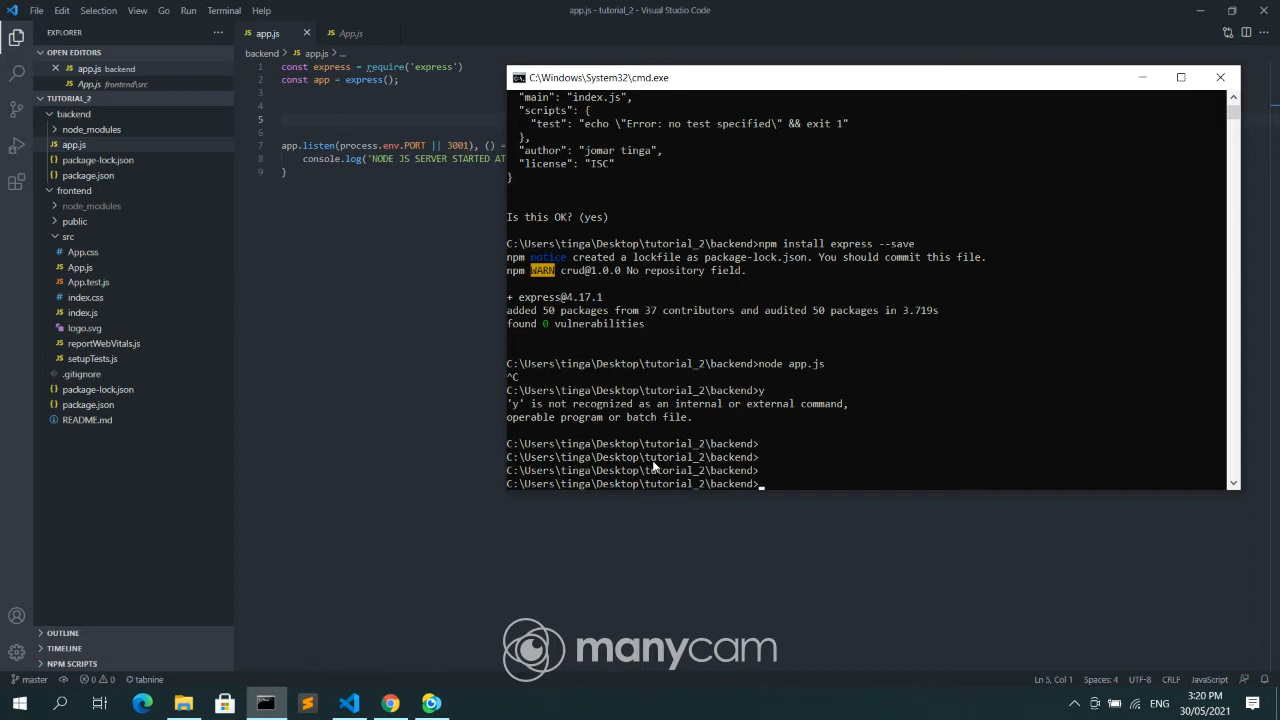 File Edit Selection View Go Run Terminal Help
app.js - tutorial_2 - Visual Studio Code
EXPLORER
OPEN EDITORS
app.js backend
App.js frontend\src
TUTORIAL_2
backend
node_modules
app.js
package-lock.json
package.json
frontend
node_modules
public
src
App.css
App.js
App.test.js
index.css
index.js
logo.svg
reportWebVitals.js
setupTests.js
.gitignore
package-lock.json
package.json
README.md
OUTLINE
TIMELINE
NPM SCRIPTS
app.js
App.js
backend > app.js > ...
1 const express = require('express')
2 const app = express();
3
4
5
6
7 app.listen(process.env.PORT || 3001), () =
8 console.log('NODE JS SERVER STARTED AT
9 }
C:\Windows\System32\cmd.exe
"main": "index.js",
"scripts": {
"test": "echo \"Error: no test specified\" && exit 1"
},
"author": "jomar tinga",
"license": "ISC"
}
Is this OK? (yes)
C:\Users\tinga\Desktop\tutorial_2\backend>npm install express --save
npm notice created a lockfile as package-lock.json. You should commit this file.
npm WARN crud@1.0.0 No repository field.
+ express@4.17.1
added 50 packages from 37 contributors and audited 50 packages in 3.719s
found 0 vulnerabilities
C:\Users\tinga\Desktop\tutorial_2\backend>node app.js
^C
C:\Users\tinga\Desktop\tutorial_2\backend>y
'y' is not recognized as an internal or external command,
operable program or batch file.
C:\Users\tinga\Desktop\tutorial_2\backend>
C:\Users\tinga\Desktop\tutorial_2\backend>
C:\Users\tinga\Desktop\tutorial_2\backend>
C:\Users\tinga\Desktop\tutorial_2\backend>
manycam
master 0 0 tabnine
Ln 5, Col 1 Spaces: 4 UTF-8 CRLF JavaScript
ENG
3:20 PM
30/05/2021